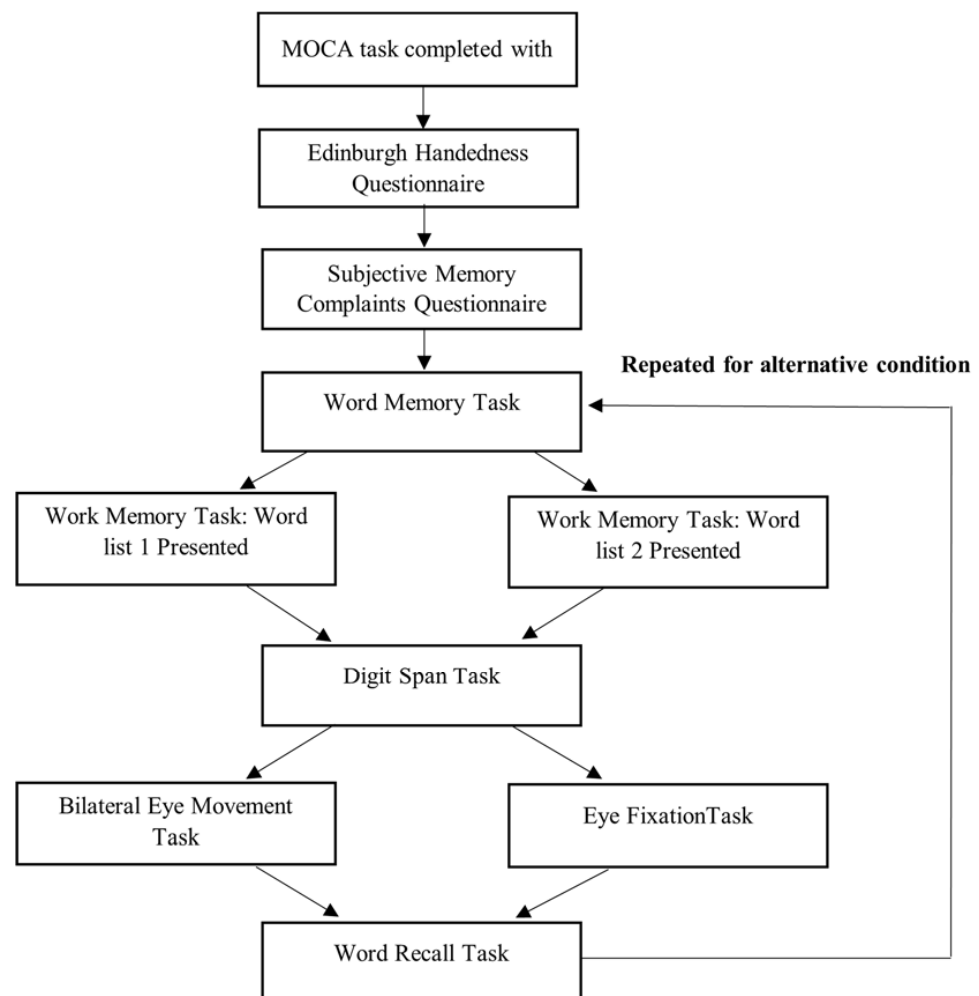 MOCA task completed with
Edinburgh Handedness
Questionnaire
Subjective Memory
Complaints Questionnaire
Repeated for alternative condition
Word Memory Task
Work Memory Task: Word
list 1 Presented
Work Memory Task: Word
list 2 Presented
Digit Span Task
Bilateral Eye Movement
Task
Eye FixationTask
Word Recall Task